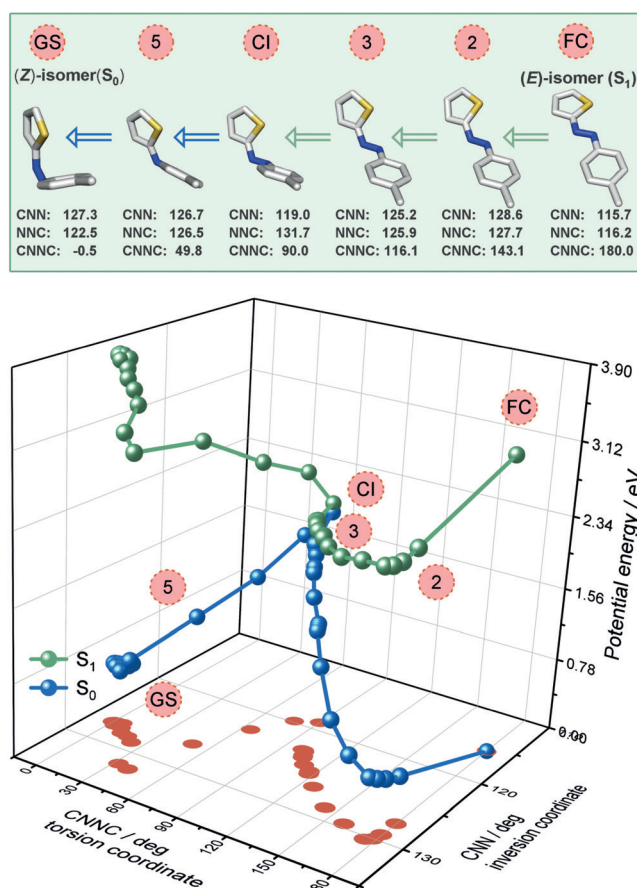 GS 5 CI 3 2 FC
(Z)-isomer(S0) (E)-isomer (S1)
CNN: 127.3 CNN: 126.7 CNN: 119.0 CNN: 125.2 CNN: 128.6 CNN: 115.7
NNC: 122.5 NNC: 126.5 NNC: 131.7 NNC: 125.9 NNC: 127.7 NNC: 116.2
CNNC: -0.5 CNNC: 49.8 CNNC: 90.0 CNNC: 116.1 CNNC: 143.1 CNNC: 180.0
3.90
FC
3.12
CI
2.34
3
2
1.56
5
Potential energy / eV
0.78
S1
S0
GS
0.00
0
30
60
90
120
150
180
CNNC / deg
torsion coordinate
120
130
CNN / deg
inversion coordinate